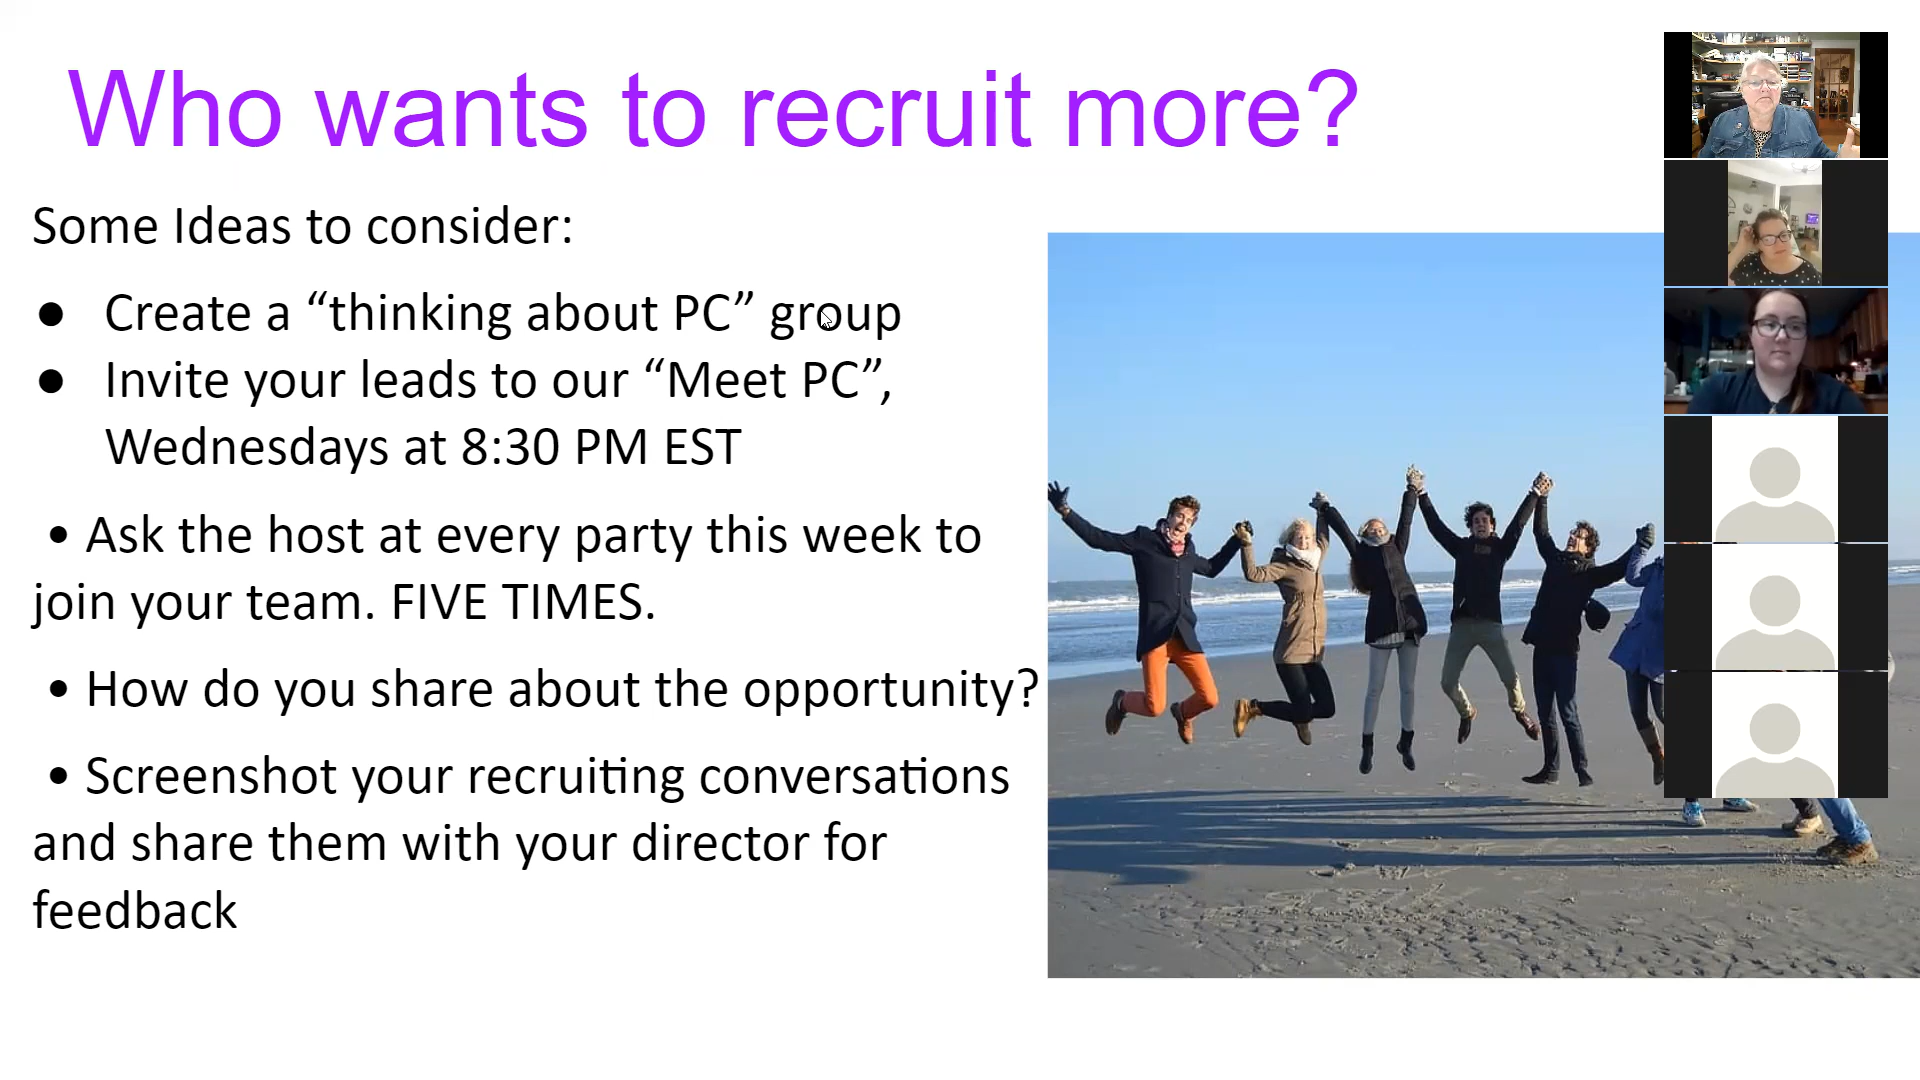 Who wants to recruit more?
Some Ideas to consider:
● Create a “thinking about PC” group
● Invite your leads to our “Meet PC”,
Wednesdays at 8:30 PM EST
• Ask the host at every party this week to
join your team. FIVE TIMES.
• How do you share about the opportunity?
• Screenshot your recruiting conversations
and share them with your director for
feedback